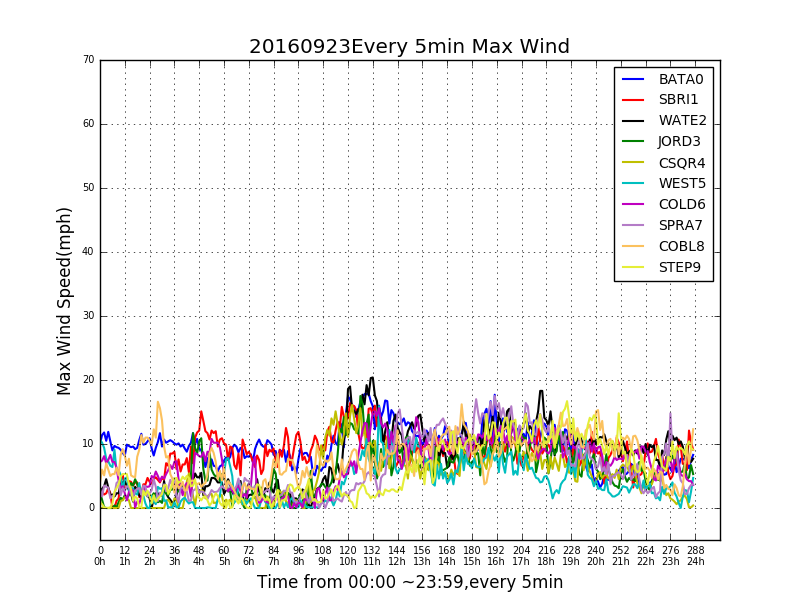 20160923Every 5min Max Wind
70
60
50
40
30
20
10
0
Max Wind Speed(mph)
BATA0
SBRI1
WATE2
JORD3
CSQR4
WEST5
COLD6
SPRA7
COBL8
STEP9
0 12 24 36 48 60 72 84 96 108 120 132 144 156 168 180 192 204 216 228 240 252 264 276 288
0h 1h 2h 3h 4h 5h 6h 7h 8h 9h 10h 11h 12h 13h 14h 15h 16h 17h 18h 19h 20h 21h 22h 23h 24h
Time from 00:00 ~23:59,every 5min